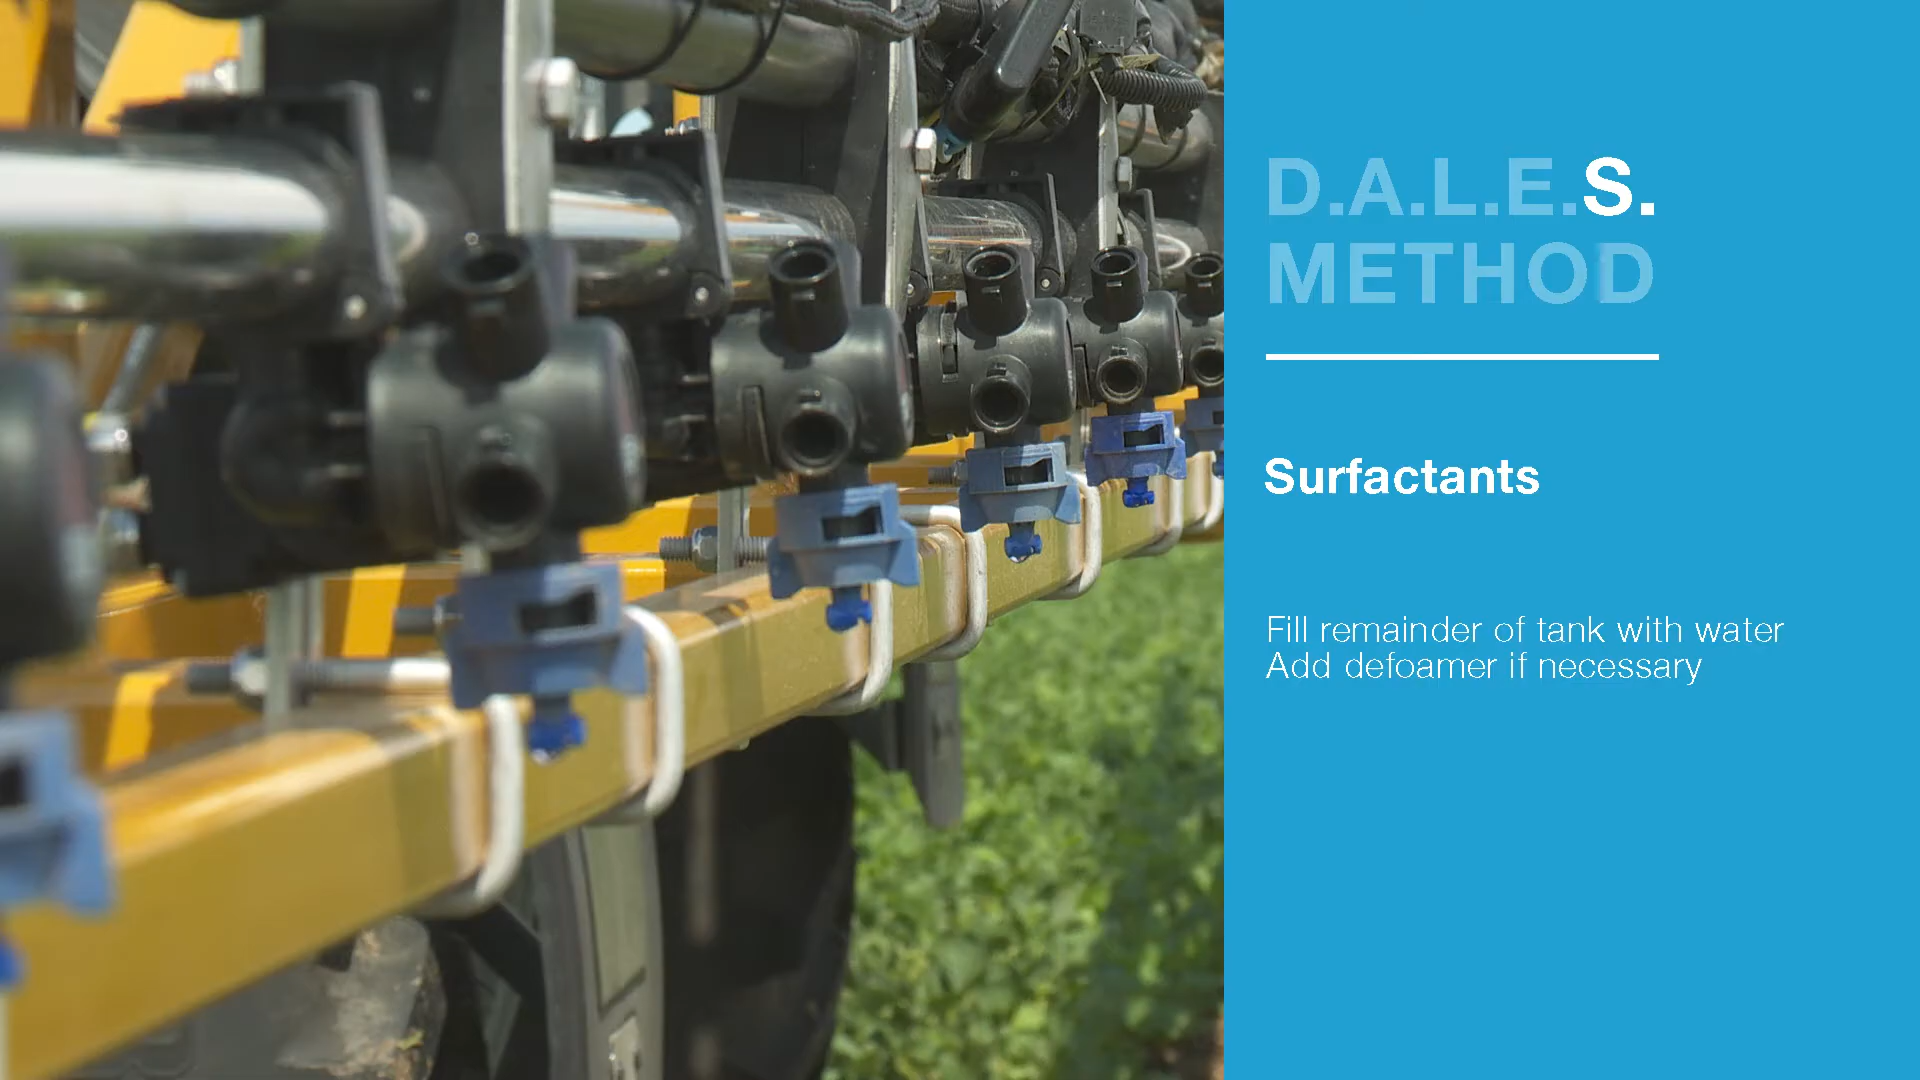 D.A.L.E.S.
METHOD
Surfactants
Fill remainder of tank with water
Add defoamer if necessary